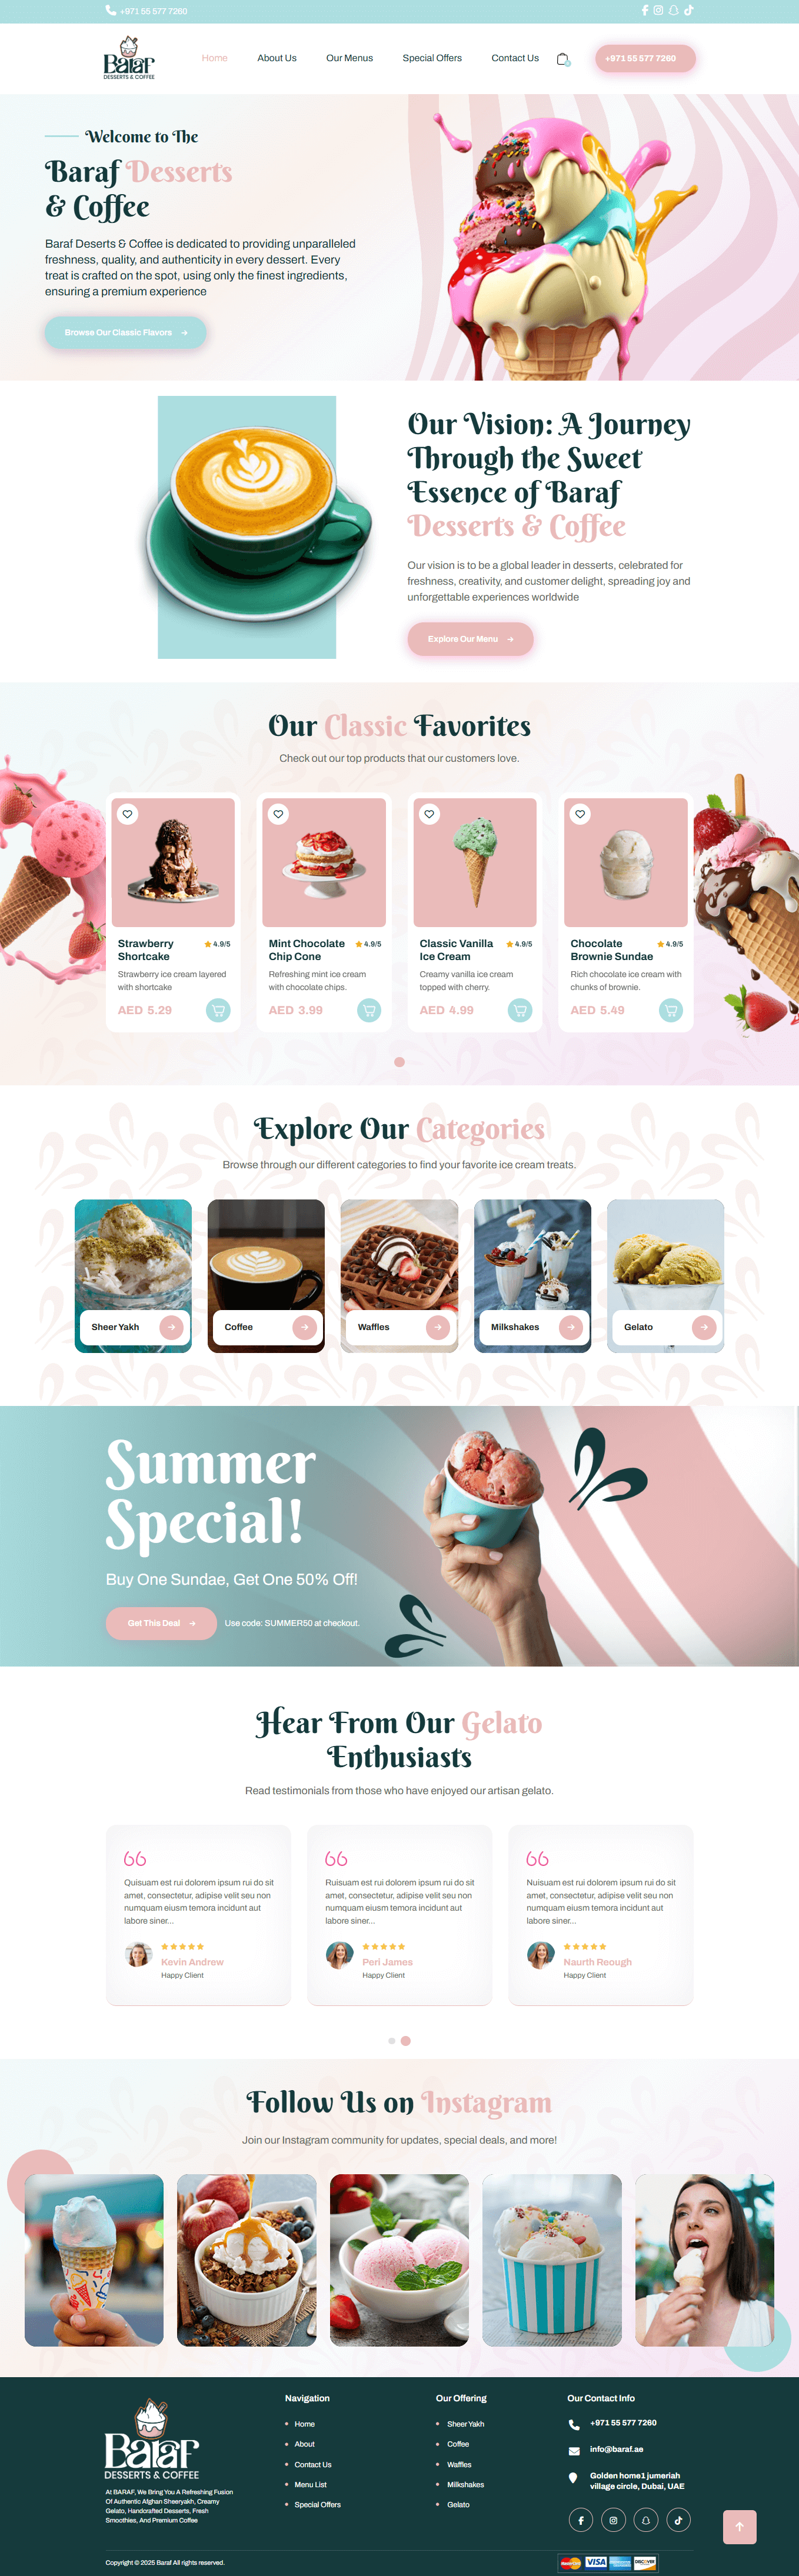 +971 55 577 7260
Baraf
DESSERTS & COFFEE
Home
About Us
Our Menus
Special Offers
Contact Us
+971 55 577 7260
Welcome to The
Baraf Desserts
& Coffee
Baraf Deserts & Coffee is dedicated to providing unparalleled
freshness, quality, and authenticity in every dessert. Every
treat is crafted on the spot, using only the finest ingredients,
ensuring a premium experience
Browse Our Classic Flavors
Our Vision: A Journey
Through the Sweet
Essence of Baraf
Desserts & Coffee
Our vision is to be a global leader in desserts, celebrated for
freshness, creativity, and customer delight, spreading joy and
unforgettable experiences worldwide
Explore Our Menu
Our Classic Favorites
Check out our top products that our customers love.
Strawberry
Shortcake
4.9/5
Strawberry ice cream layered
with shortcake
AED 5.29
Mint Chocolate
Chip Cone
4.9/5
Refreshing mint ice cream
with chocolate chips.
AED 3.99
Classic Vanilla
Ice Cream
4.9/5
Creamy vanilla ice cream
topped with cherry.
AED 4.99
Chocolate
Brownie Sundae
4.9/5
Rich chocolate ice cream with
chunks of brownie.
AED 5.49
Explore Our Categories
Browse through our different categories to find your favorite ice cream treats.
Sheer Yakh
Coffee
Waffles
Milkshakes
Gelato
Summer
Special!
Buy One Sundae, Get One 50% Off!
Get This Deal
Use code: SUMMER50 at checkout.
Hear From Our Gelato
Enthusiasts
Read testimonials from those who have enjoyed our artisan gelato.
Quisuam est rui dolorem ipsum rui do sit
amet, consectetur, adipise velit seu non
numquam eiusm temora incidunt aut
labore siner...
Kevin Andrew
Happy Client
Ruisuam est rui dolorem ipsum rui do sit
amet, consectetur, adipise velit seu non
numquam eiusm temora incidunt aut
labore siner...
Peri James
Happy Client
Nuisuam est rui dolorem ipsum rui do sit
amet, consectetur, adipise velit seu non
numquam eiusm temora incidunt aut
labore siner...
Naurth Reough
Happy Client
Follow Us on Instagram
Join our Instagram community for updates, special deals, and more!
Baraf
DESSERTS & COFFEE
At BARAF, We Bring You A Refreshing Fusion
Of Authentic Afghan Sheeryakh, Creamy
Gelato, Handcrafted Desserts, Fresh
Smoothies, And Premium Coffee
Navigation
Home
About
Contact Us
Menu List
Special Offers
Our Offering
Sheer Yakh
Coffee
Waffles
Milkshakes
Gelato
Our Contact Info
+971 55 577 7260
info@baraf.ae
Golden home1 jumeriah
village circle, Dubai, UAE
Copyright © 2025 Baraf All rights reserved.
MasterCard
VISA
DISCOVER